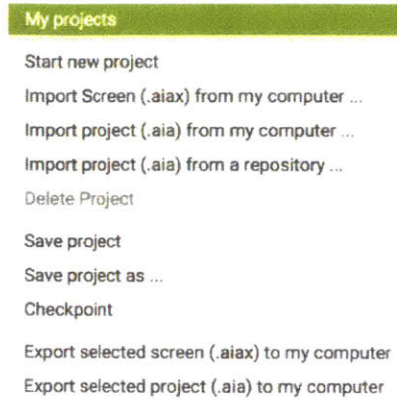 My projects
Start new project
Import Screen (.aiax) from my computer ...
Import project (.aia) from my computer ...
Import project (.aia) from a repository ...
Delete Project
Save project
Save project as ...
Checkpoint
Export selected screen (.aiax) to my computer
Export selected project (.aia) to my computer